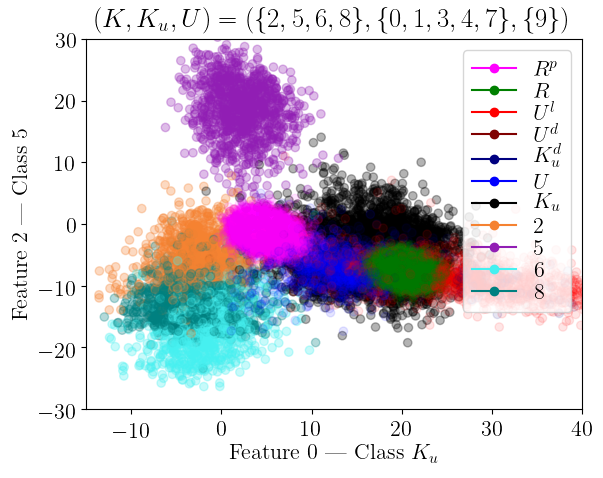 (K, K_u, U) = ({2, 5, 6, 8}, {0, 1, 3, 4, 7}, {9})
Feature 2 — Class 5
30
20
10
0
−10
−20
−30
R^p
R
U^l
U^d
K_u^d
U
K_u
2
5
6
8
−10
0
10
20
30
40
Feature 0 — Class K_u